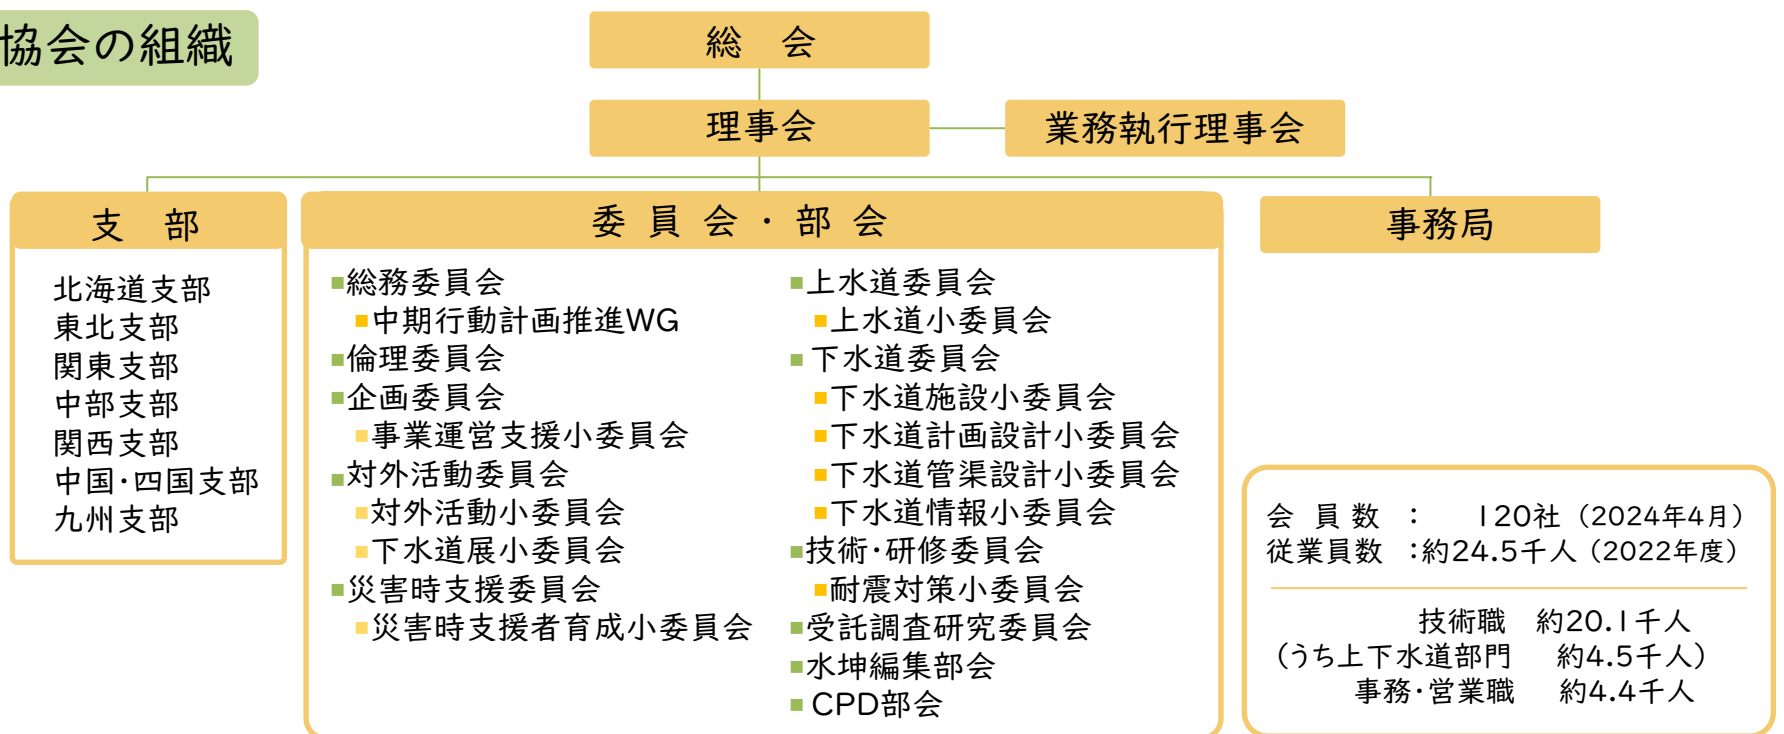 協会の組織
総　会
理事会
業務執行理事会
支　部
北海道支部
東北支部
関東支部
中部支部
関西支部
中国・四国支部
九州支部
委員会・部会
■総務委員会
■中期行動計画推進WG
■倫理委員会
■企画委員会
■事業運営支援小委員会
■対外活動委員会
■対外活動小委員会
■下水道展小委員会
■災害時支援委員会
■災害時支援者育成小委員会
■上水道委員会
■上水道小委員会
■下水道委員会
■下水道施設小委員会
■下水道計画設計小委員会
■下水道管渠設計小委員会
■下水道情報小委員会
■技術・研修委員会
■耐震対策小委員会
■受託調査研究委員会
■水坤編集部会
■CPD部会
事務局
会員数：　120社（2024年4月）
従業員数：約24.5千人（2022年度）
技術職　約20.1千人
（うち上下水道部門　約4.5千人）
事務・営業職　約4.4千人